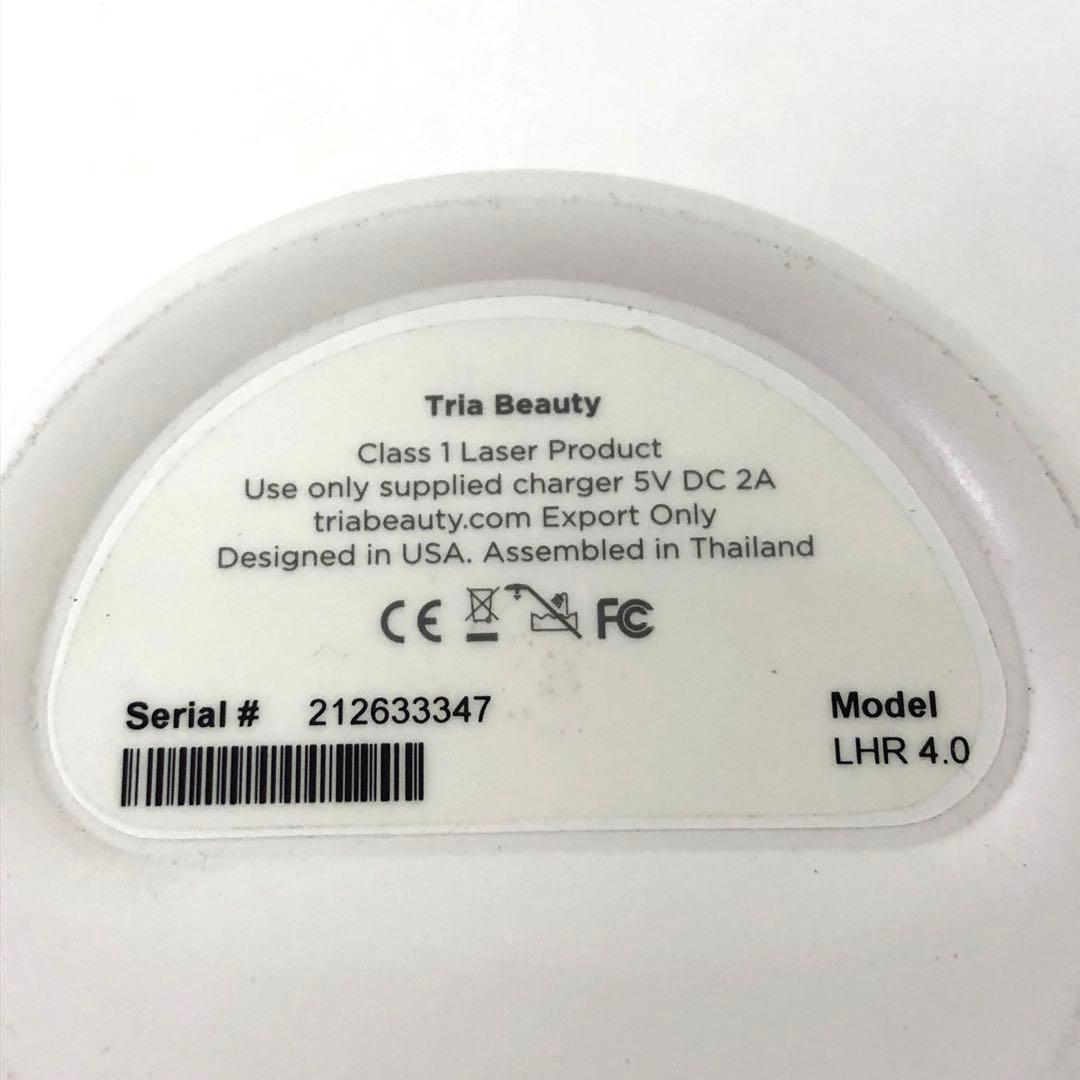 Tria Beauty
Class 1 Laser Product
Use only supplied charger 5V DC 2A
triabeauty.com Export Only
Designed in USA. Assembled in Thailand
CE FC
Serial # 212633347
Model
LHR 4.0